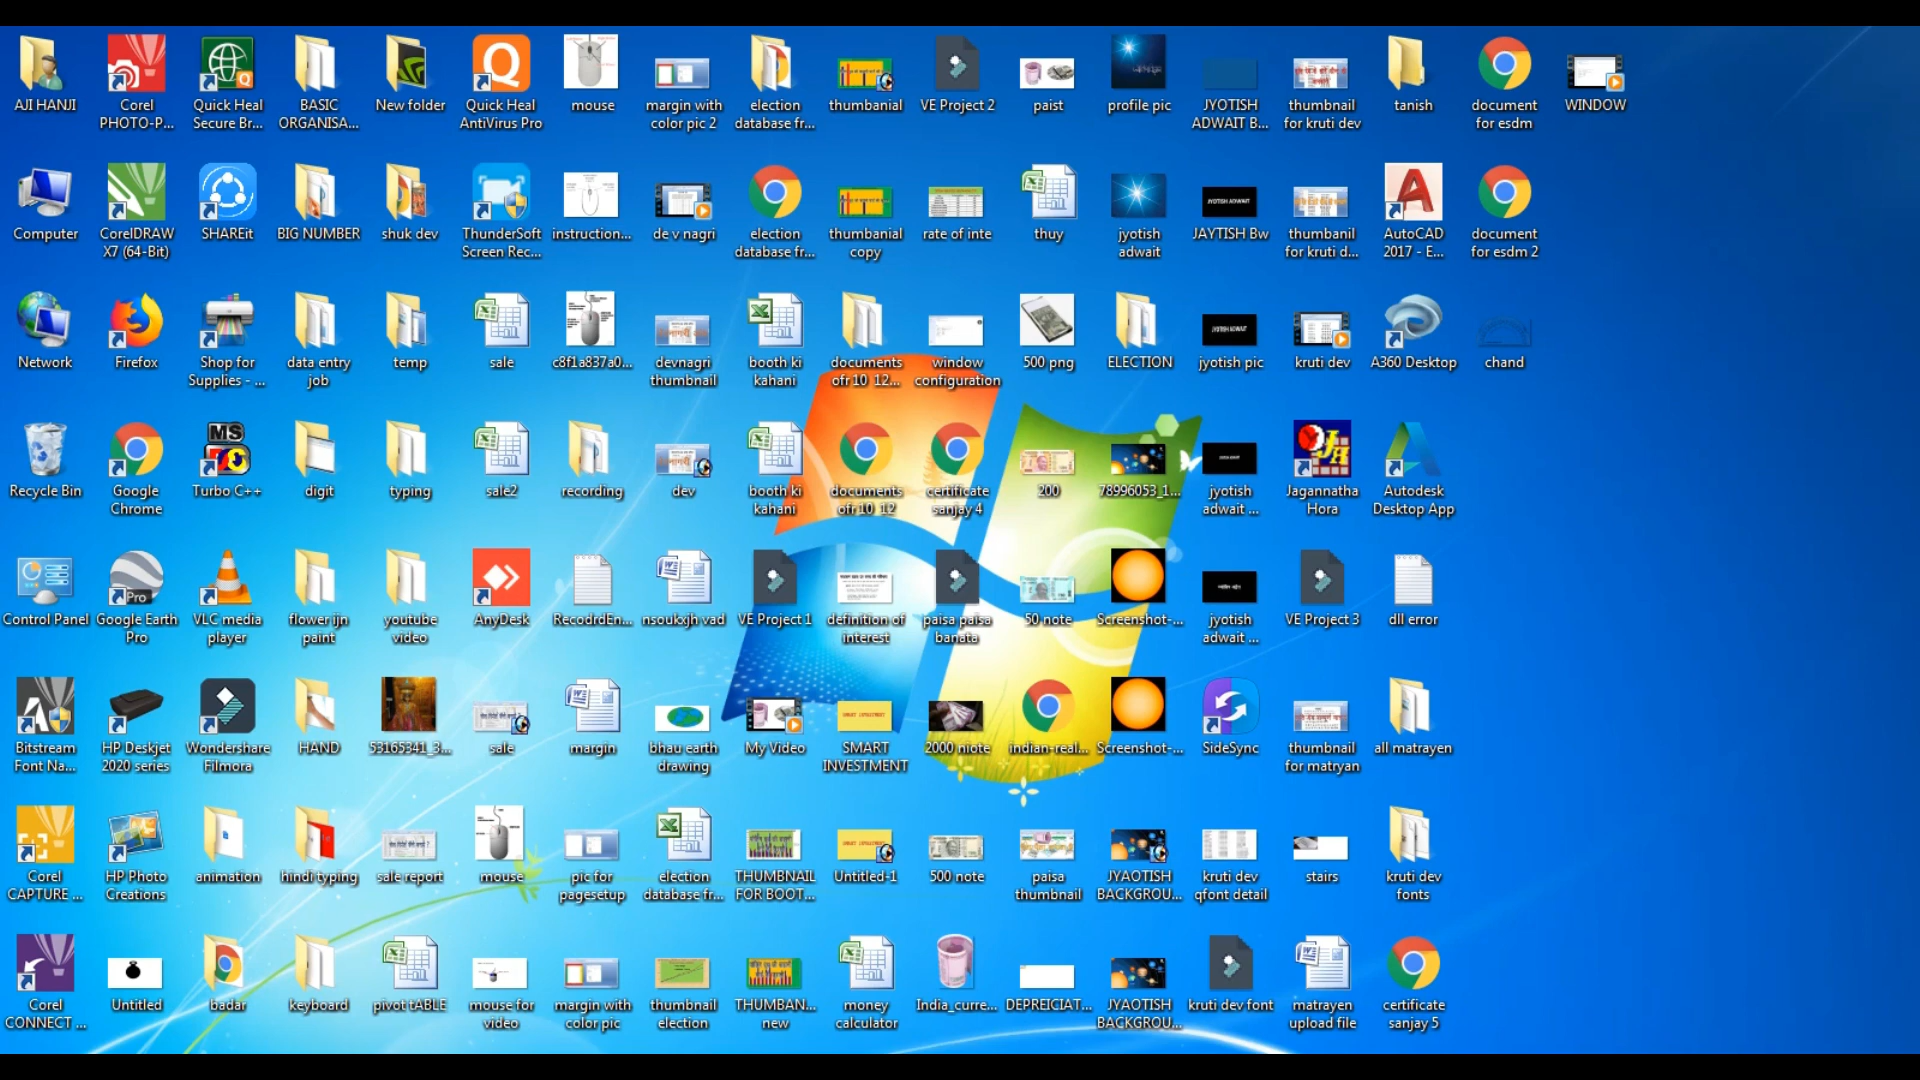 AJI HANJI
Corel
PHOTO-P...
Quick Heal
Secure Br...
BASIC
ORGANISA...
New folder
Quick Heal
AntiVirus Pro
mouse
margin with
color pic 2
election
database fr...
thumbanial
VE Project 2
paist
profile pic
JYOTISH
ADWAIT B...
thumbnail
for kruti dev
tanish
document
for esdm
WINDOW
Computer
CorelDRAW
X7 (64-Bit)
SHAREit
BIG NUMBER
shuk dev
ThunderSoft
Screen Rec...
instruction...
de v nagri
election
database fr...
thumbanial
copy
rate of inte
thuy
jyotish
adwait
JAYTISH Bw
thumbanil
for kruti d...
AutoCAD
2017 - E...
document
for esdm 2
Network
Firefox
Shop for
Supplies - ...
data entry
job
temp
sale
c8f1a837a0...
devnagri
thumbnail
booth ki
kahani
documents
ofr 10 12...
window
configuration
500 png
ELECTION
jyotish pic
kruti dev
A360 Desktop
chand
Recycle Bin
Google
Chrome
MS
Turbo C++
digit
typing
sale2
recording
dev
booth ki
kahani
documents
ofr 10 12
certificate
sanjay 4
200
78996053_1...
jyotish
adwait ...
Jagannatha
Hora
Autodesk
Desktop App
Control Panel
Pro
Google Earth
Pro
VLC media
player
flower ijn
paint
youtube
video
AnyDesk
RecodrdEn...
nsoukxjh vad
VE Project 1
definition of
interest
paisa paisa
banata
50 note
Screenshot-...
jyotish
adwait ...
VE Project 3
dll error
Bitstream
Font Na...
HP Deskjet
2020 series
Wondershare
Filmora
HAND
53165341_3...
sale
margin
bhau earth
drawing
My Video
SMART
INVESTMENT
2000 niote
indian-real...
Screenshot-...
SideSync
thumbnail
for matryan
all matrayen
Corel
CAPTURE ...
HP Photo
Creations
animation
hindi typing
sale report
mouse
pic for
pagesetup
election
database fr...
THUMBNAIL
FOR BOOT...
Untitled-1
500 note
paisa
thumbnail
JYAOTISH
BACKGROU...
kruti dev
qfont detail
stairs
kruti dev
fonts
Corel
CONNECT ...
Untitled
badar
keyboard
pivot tABLE
mouse for
video
margin with
color pic
thumbnail
election
THUMBAN...
new
money
calculator
India_curre...
DEPREICIAT...
JYAOTISH
BACKGROU...
kruti dev font
matrayen
upload file
certificate
sanjay 5